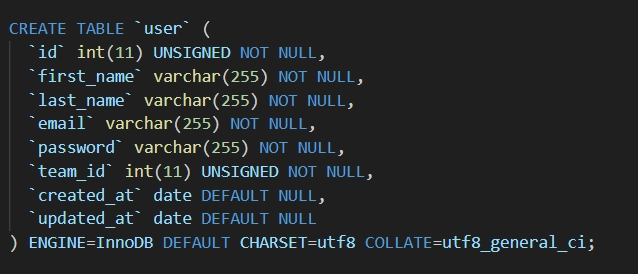 CREATE TABLE `user` (
`id` int(11) UNSIGNED NOT NULL,
`first_name` varchar(255) NOT NULL,
`last_name` varchar(255) NOT NULL,
`email` varchar(255) NOT NULL,
`password` varchar(255) NOT NULL,
`team_id` int(11) UNSIGNED NOT NULL,
`created_at` date DEFAULT NULL,
`updated_at` date DEFAULT NULL
) ENGINE=InnoDB DEFAULT CHARSET=utf8 COLLATE=utf8_general_ci;